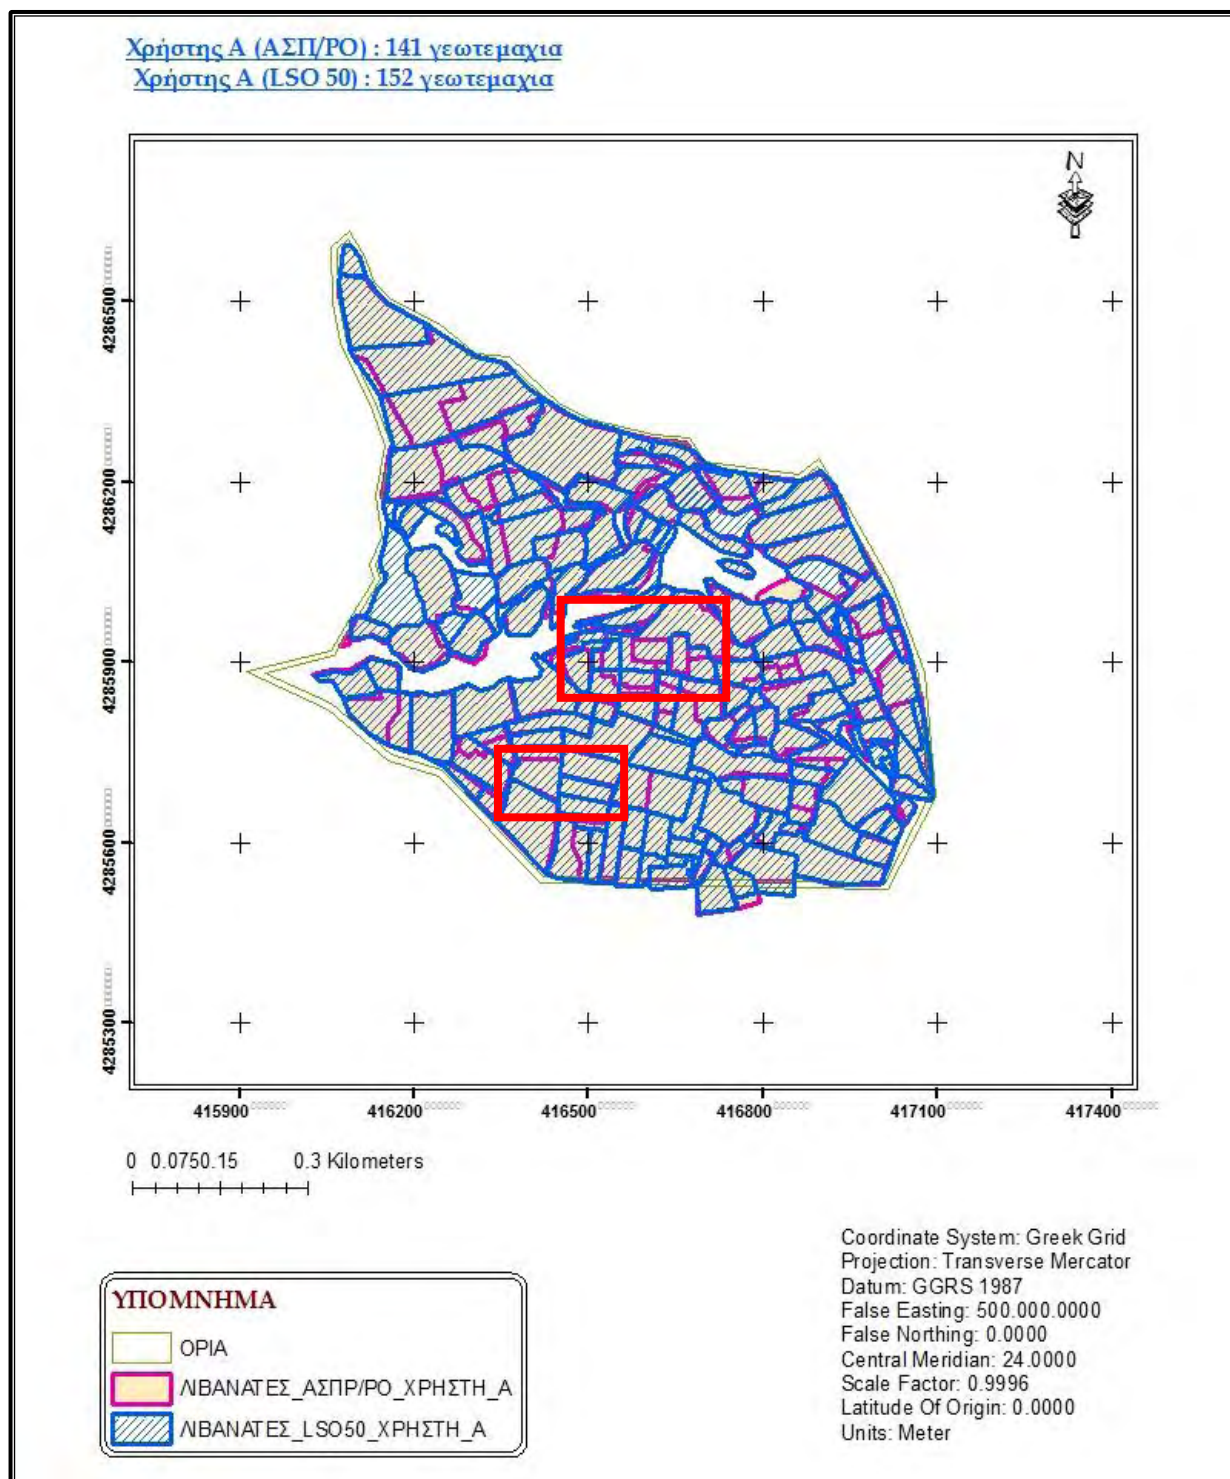 Χρήστης Α (ΑΣΠ/ΡΟ) : 141 γεωτεμαχια
Χρήστης Α (LSO 50) : 152 γεωτεμαχια
N
4286500
4286200
4285900
4285600
4285300
415900
416200
416500
416800
417100
417400
0 0.0750.15 0.3 Kilometers
Coordinate System: Greek Grid
Projection: Transverse Mercator
Datum: GGRS 1987
False Easting: 500.000.0000
False Northing: 0.0000
Central Meridian: 24.0000
Scale Factor: 0.9996
Latitude Of Origin: 0.0000
Units: Meter
ΥΠΟΜΝΗΜΑ
ΟΡΙΑ
ΛΙΒΑΝΑΤΕΣ_ΑΣΠΡ/ΡΟ_ΧΡΗΣΤΗ_Α
ΛΙΒΑΝΑΤΕΣ_LSO50_ΧΡΗΣΤΗ_Α